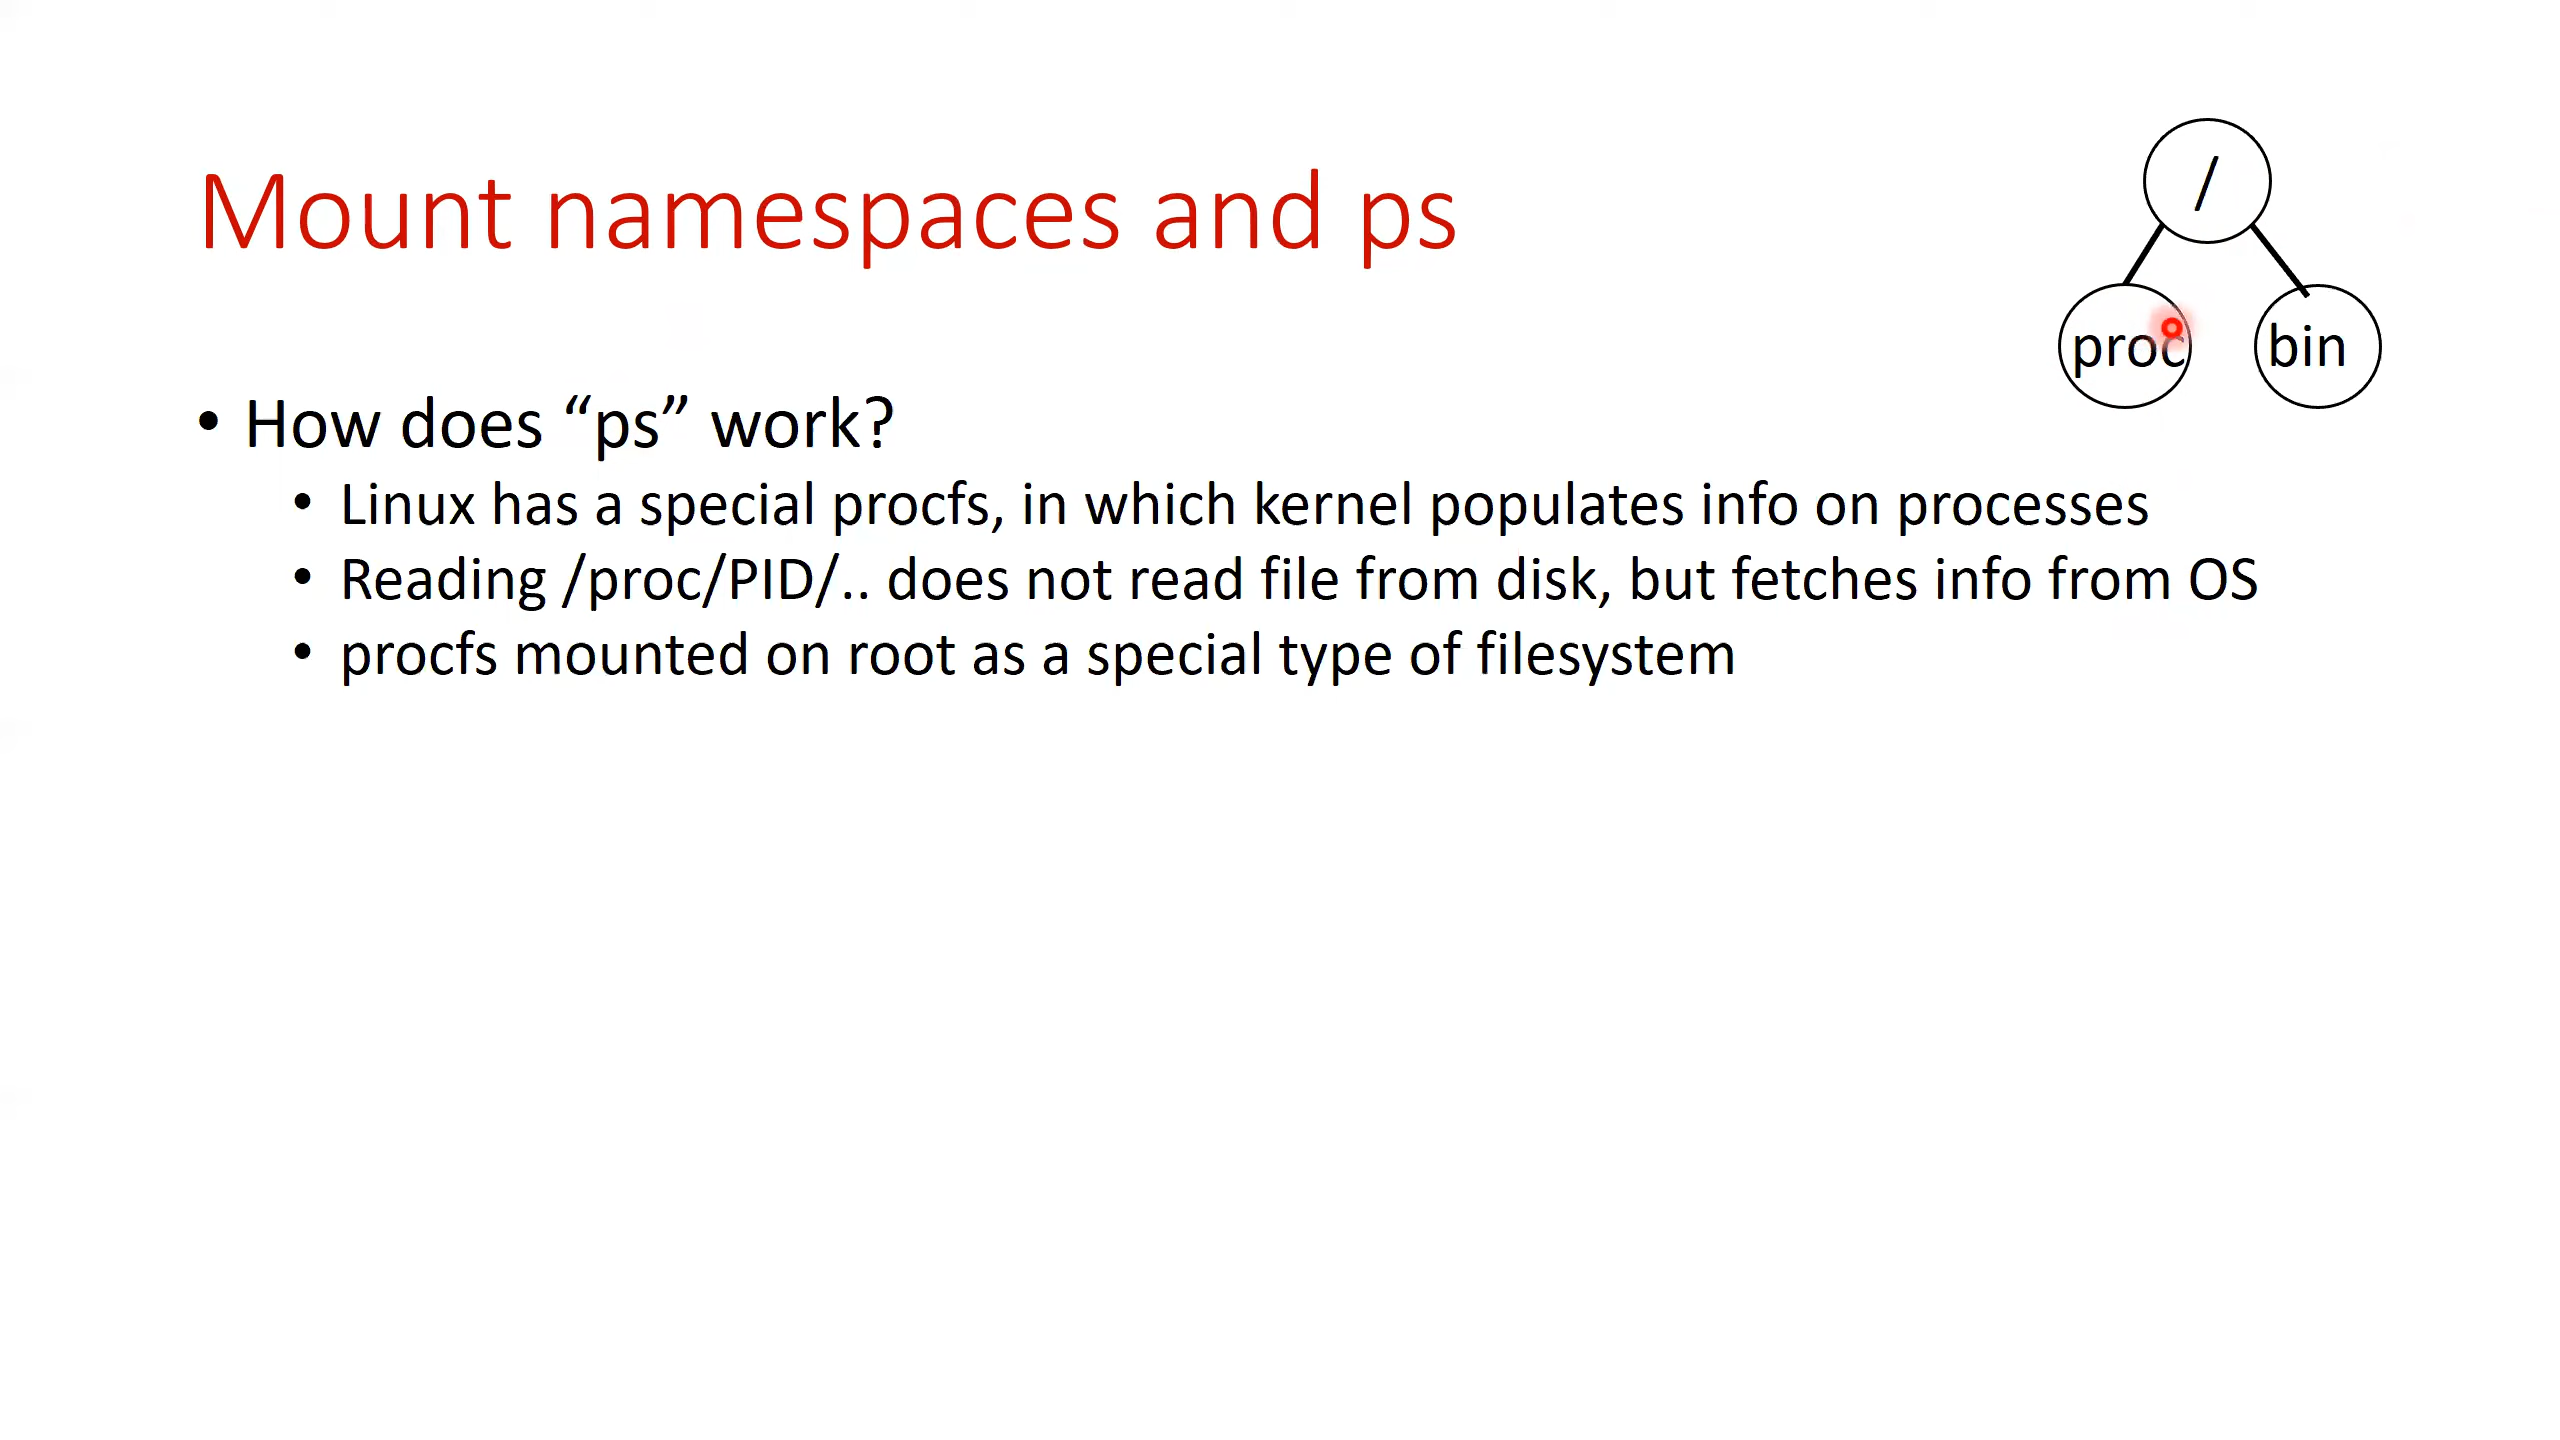 Mount namespaces and ps
/
proc
bin
• How does “ps” work?
• Linux has a special procfs, in which kernel populates info on processes
• Reading /proc/PID/.. does not read file from disk, but fetches info from OS
• procfs mounted on root as a special type of filesystem